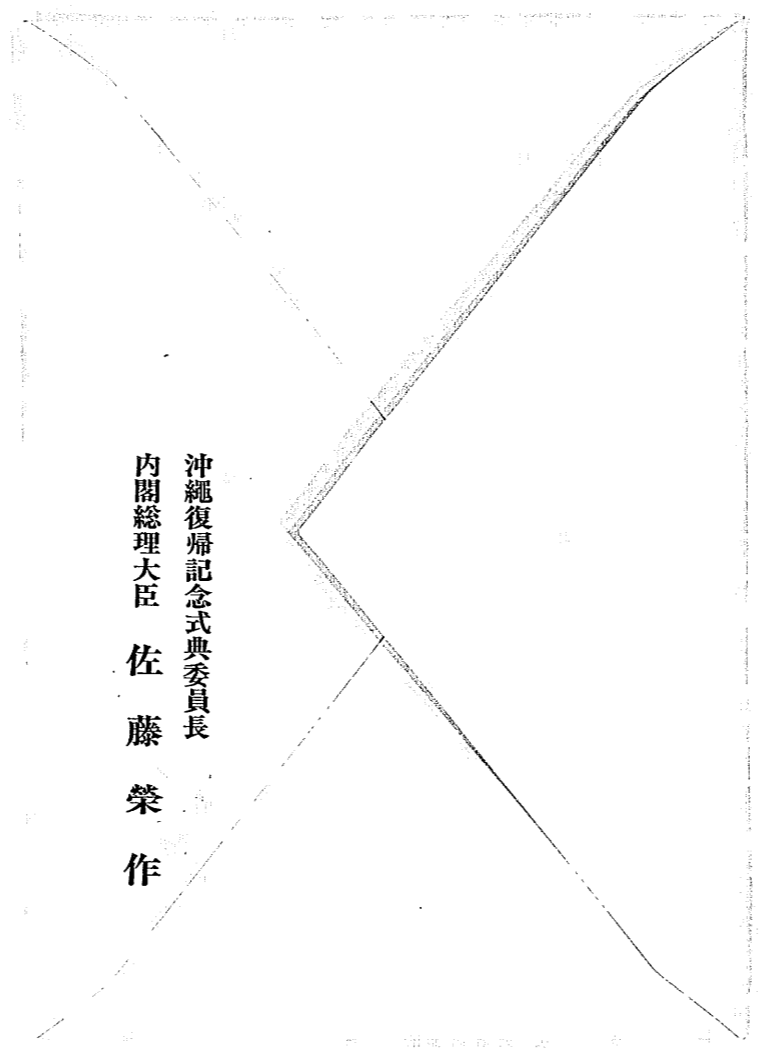 沖繩復帰記念式典委員長
内閣総理大臣 佐藤榮作